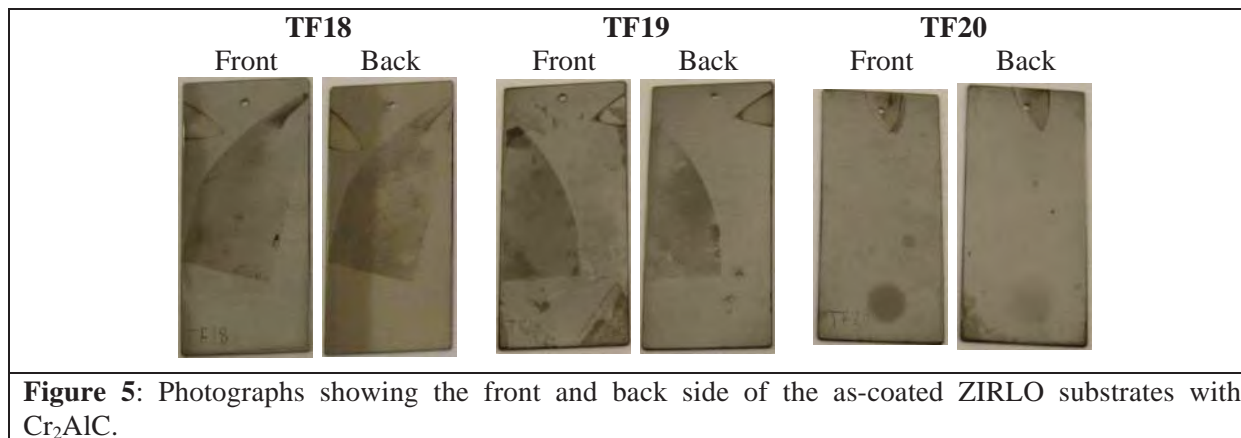 TF18 TF19 TF20
Front Back Front Back Front Back
TF18
Figure 5: Photographs showing the front and back side of the as-coated ZIRLO substrates with
Cr₂AlC.